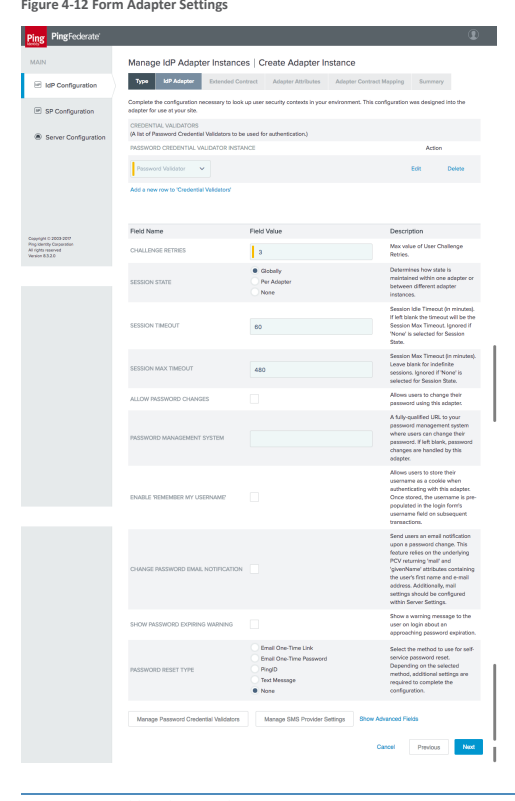 Figure 4-12 Form Adapter Settings
Ping
PingFederate®
MAIN
IdP Configuration
SP Configuration
Server Configuration
Copyright © 2003-2017
Ping Identity Corporation
All rights reserved
Version 8.5.2.0
Manage IdP Adapter Instances | Create Adapter Instance
Type IdP Adapter Extended Contract Adapter Attributes Adapter Contract Mapping Summary
Complete the configuration necessary to look up user security contexts in your environment. This configuration was designed into the
adapter for use at your site.
CREDENTIAL VALIDATORS
(A list of Password Credential Validators to be used for authentication.)
PASSWORD CREDENTIAL VALIDATOR INSTANCE Action
Password Validator Edit Delete
Add a new row to 'Credential Validators'
Field Name Field Value Description
CHALLENGE RETRIES 3
Max value of User Challenge
Retries.
SESSION STATE
Globally
Per Adapter
None
Determines how state is
maintained within one adapter or
between different adapter
instances.
SESSION TIMEOUT 60
Session Idle Timeout (in minutes).
If left blank the timeout will be the
Session Max Timeout. Ignored if
'None' is selected for Session
State.
SESSION MAX TIMEOUT 480
Session Max Timeout (in minutes).
Leave blank for indefinite
sessions. Ignored if 'None' is
selected for Session State.
ALLOW PASSWORD CHANGES
Allows users to change their
password using this adapter.
PASSWORD MANAGEMENT SYSTEM
A fully-qualified URL to your
password management system
where users can change their
password. If left blank, password
changes are handled by this
adapter.
ENABLE 'REMEMBER MY USERNAME'
Allows users to store their
username as a cookie when
authenticating with this adapter.
Once stored, the username is pre-
populated in the login form's
username field on subsequent
transactions.
CHANGE PASSWORD EMAIL NOTIFICATION
Send users an email notification
upon a password change. This
feature relies on the underlying
PCV returning 'mail' and
'givenName' attributes containing
the user's first name and e-mail
address. Additionally, mail
settings should be configured
within Server Settings.
SHOW PASSWORD EXPIRING WARNING
Show a warning message to the
user on login about an
approaching password expiration.
PASSWORD RESET TYPE
Email One-Time Link
Email One-Time Password
PingID
Text Message
None
Select the method to use for self-
service password reset.
Depending on the selected
method, additional settings are
required to complete the
configuration.
Manage Password Credential Validators Manage SMS Provider Settings Show Advanced Fields
Cancel Previous Next